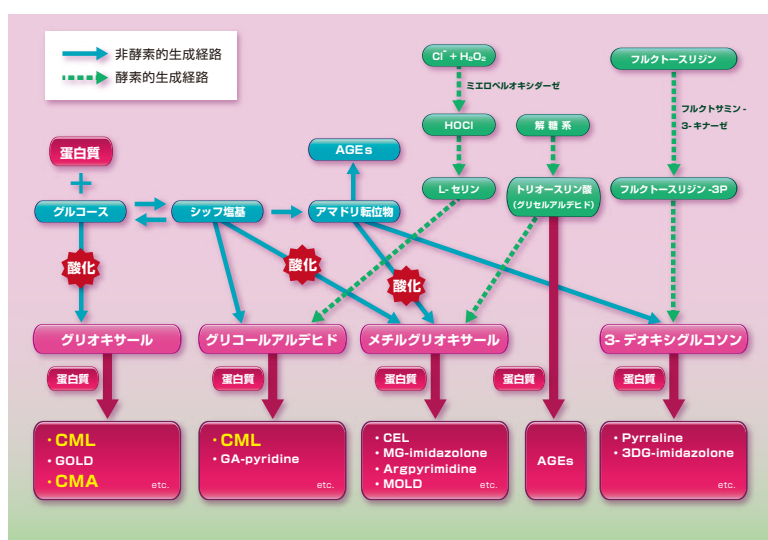 非酵素的生成経路
酵素的生成経路
Cl⁻ + H₂O₂
フルクトースリジン
ミエロペルオキシダーゼ
フルクトサミン -
3- キナーゼ
HOCl
解 糖 系
蛋白質
AGEs
+
L- セリン
トリオースリン酸
(グリセルアルデヒド)
フルクトースリジン -3P
グルコース
シッフ塩基
アマドリ転位物
酸化
酸化
酸化
グリオキサール
グリコールアルデヒド
メチルグリオキサール
3- デオキシグルコソン
蛋白質
蛋白質
蛋白質
蛋白質
蛋白質
・CML
・GOLD
・CMA
etc.
・CML
・GA-pyridine
etc.
・CEL
・MG-imidazolone
・Argpyrimidine
・MOLD
etc.
AGEs
・Pyrraline
・3DG-imidazolone
etc.